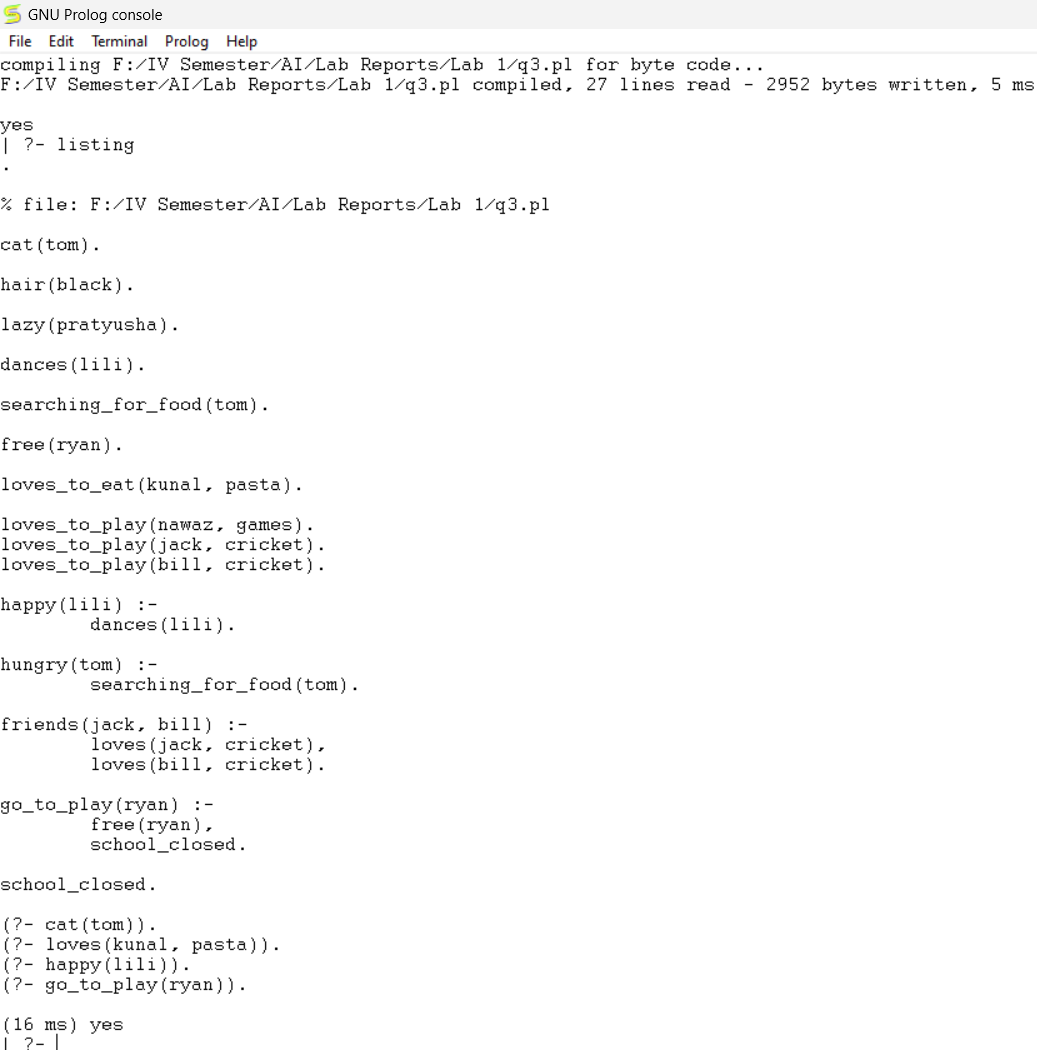 GNU Prolog console
File Edit Terminal Prolog Help
compiling F:/IV Semester/AI/Lab Reports/Lab 1/q3.pl for byte code...
F:/IV Semester/AI/Lab Reports/Lab 1/q3.pl compiled, 27 lines read - 2952 bytes written, 5 ms
yes
| ?- listing
.
% file: F:/IV Semester/AI/Lab Reports/Lab 1/q3.pl
cat(tom).
hair(black).
lazy(pratyusha).
dances(lili).
searching_for_food(tom).
free(ryan).
loves_to_eat(kunal, pasta).
loves_to_play(nawaz, games).
loves_to_play(jack, cricket).
loves_to_play(bill, cricket).
happy(lili) :-
dances(lili).
hungry(tom) :-
searching_for_food(tom).
friends(jack, bill) :-
loves(jack, cricket),
loves(bill, cricket).
go_to_play(ryan) :-
free(ryan),
school_closed.
school_closed.
(?- cat(tom)).
(?- loves(kunal, pasta)).
(?- happy(lili)).
(?- go_to_play(ryan)).
(16 ms) yes
| ?-